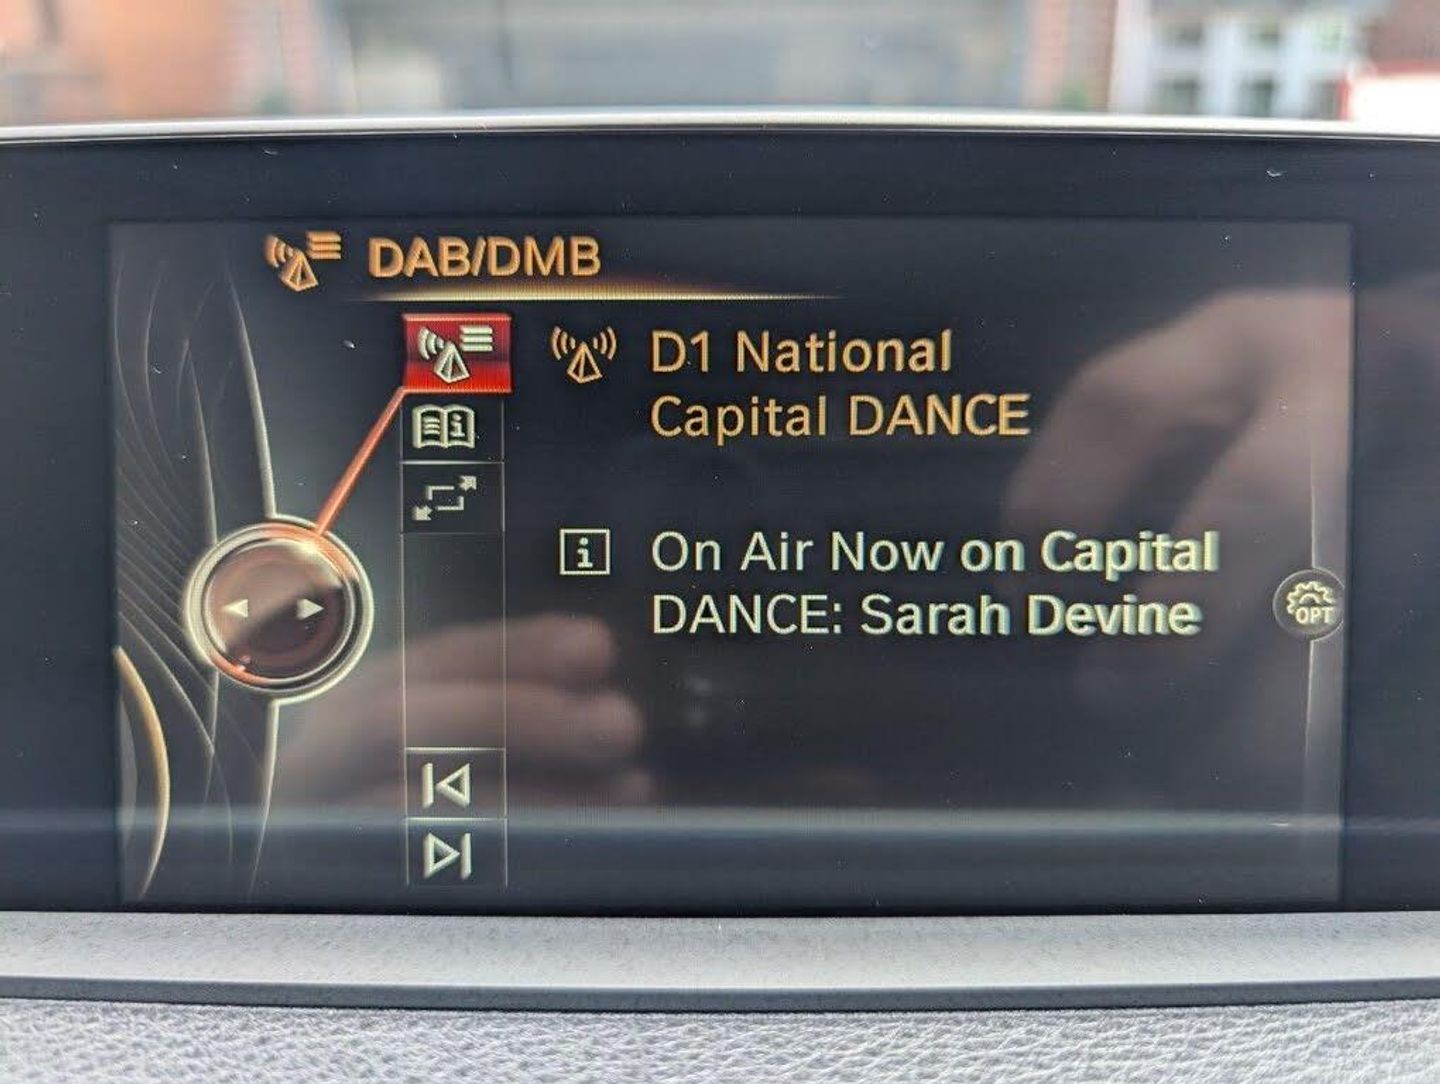 DAB/DMB
D1 National
Capital DANCE
i
On Air Now on Capital
DANCE: Sarah Devine
OPT